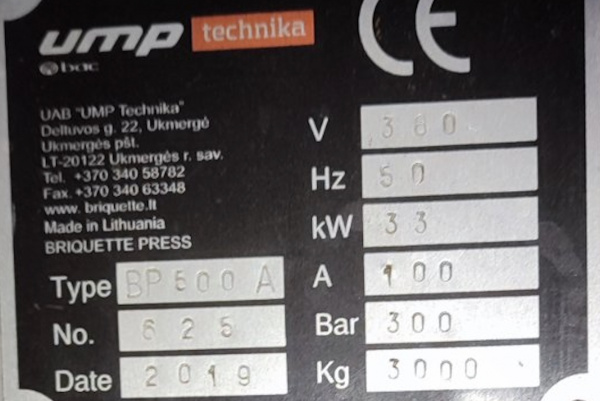 ump technika
bac
CE
UAB "UMP Technika"
Deltuvos g. 22, Ukmergė
Ukmergės pšt.
LT-20122 Ukmergės r. sav.
Tel. +370 340 58782
Fax. +370 340 63348
www. briquette.lt
Made in Lithuania
BRIQUETTE PRESS
Type BP 600 A
No. 625
Date 2019
V 380
Hz 50
kW 33
A 100
Bar 300
Kg 3000